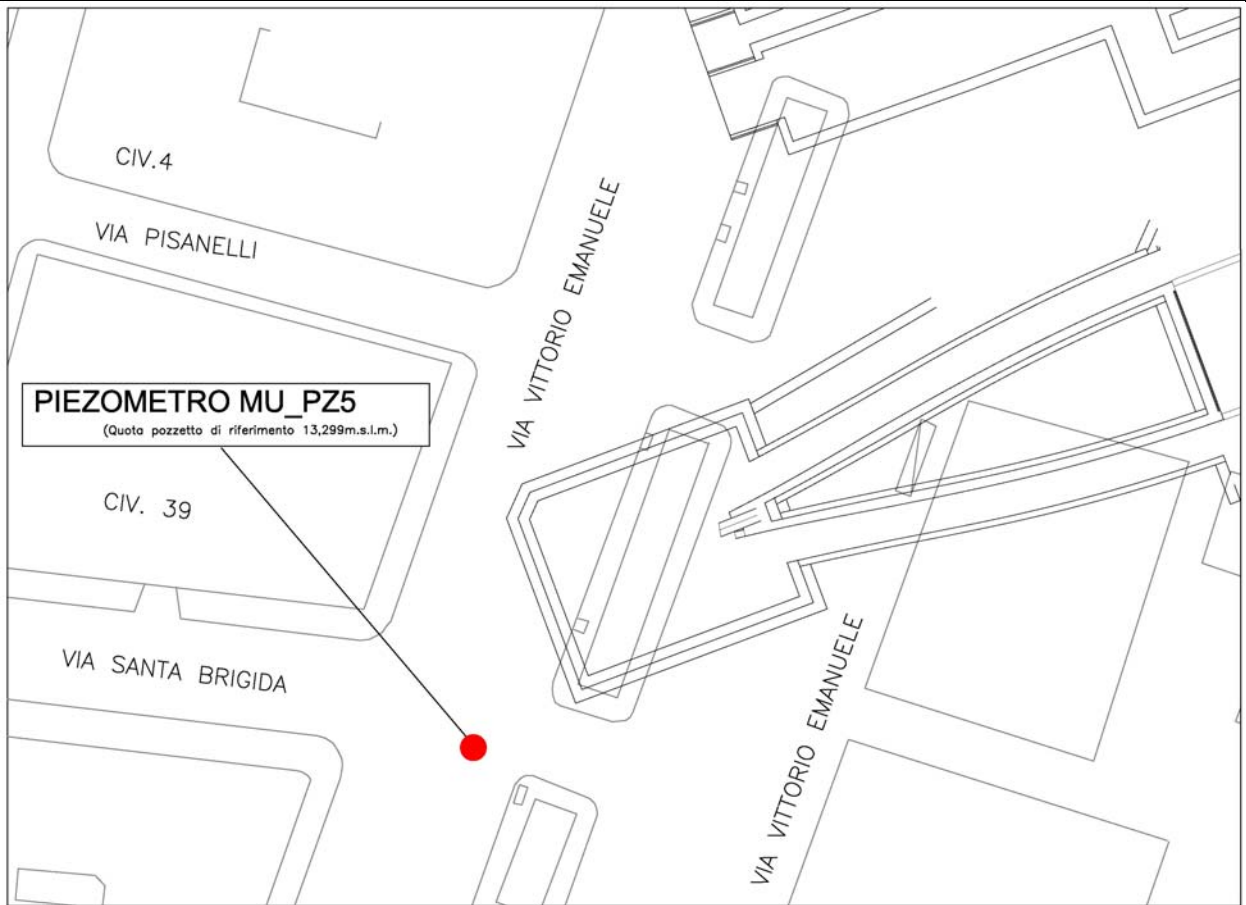 CIV.4
VIA PISANELLI
VIA VITTORIO EMANUELE
PIEZOMETRO MU_PZ5
(Quota pozzetto di riferimento 13,299m.s.l.m.)
CIV. 39
VIA SANTA BRIGIDA
VIA VITTORIO EMANUELE